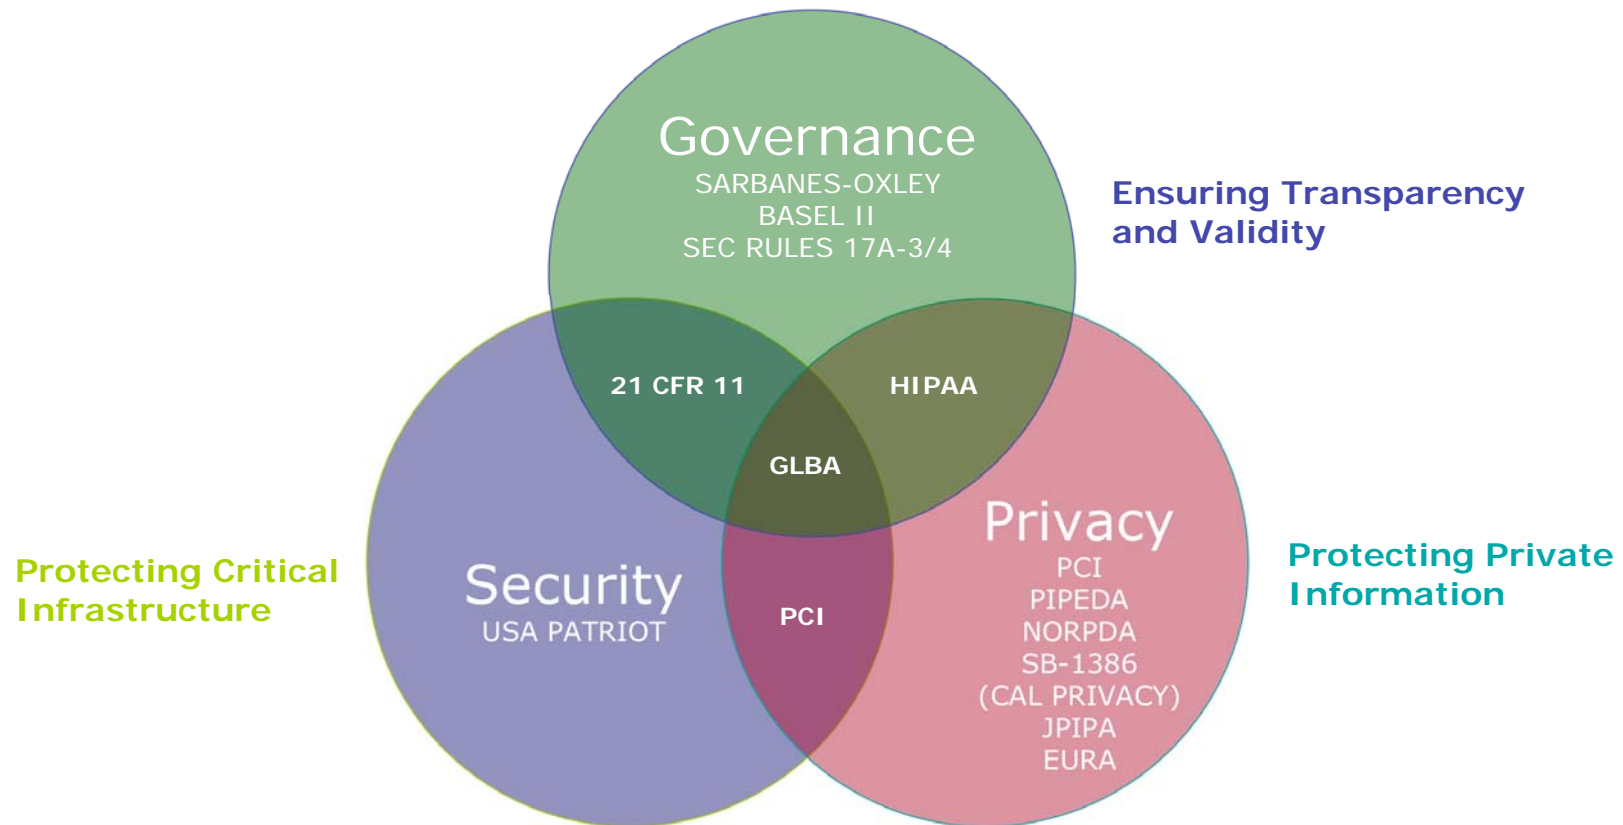 Governance
SARBANES-OXLEY
BASEL II
SEC RULES 17A-3/4
Ensuring Transparency
and Validity
21 CFR 11
HIPAA
GLBA
Protecting Critical
Infrastructure
Security
USA PATRIOT
PCI
Privacy
PCI
PIPEDA
NORPDA
SB-1386
(CAL PRIVACY)
JPIPA
EURA
Protecting Private
Information